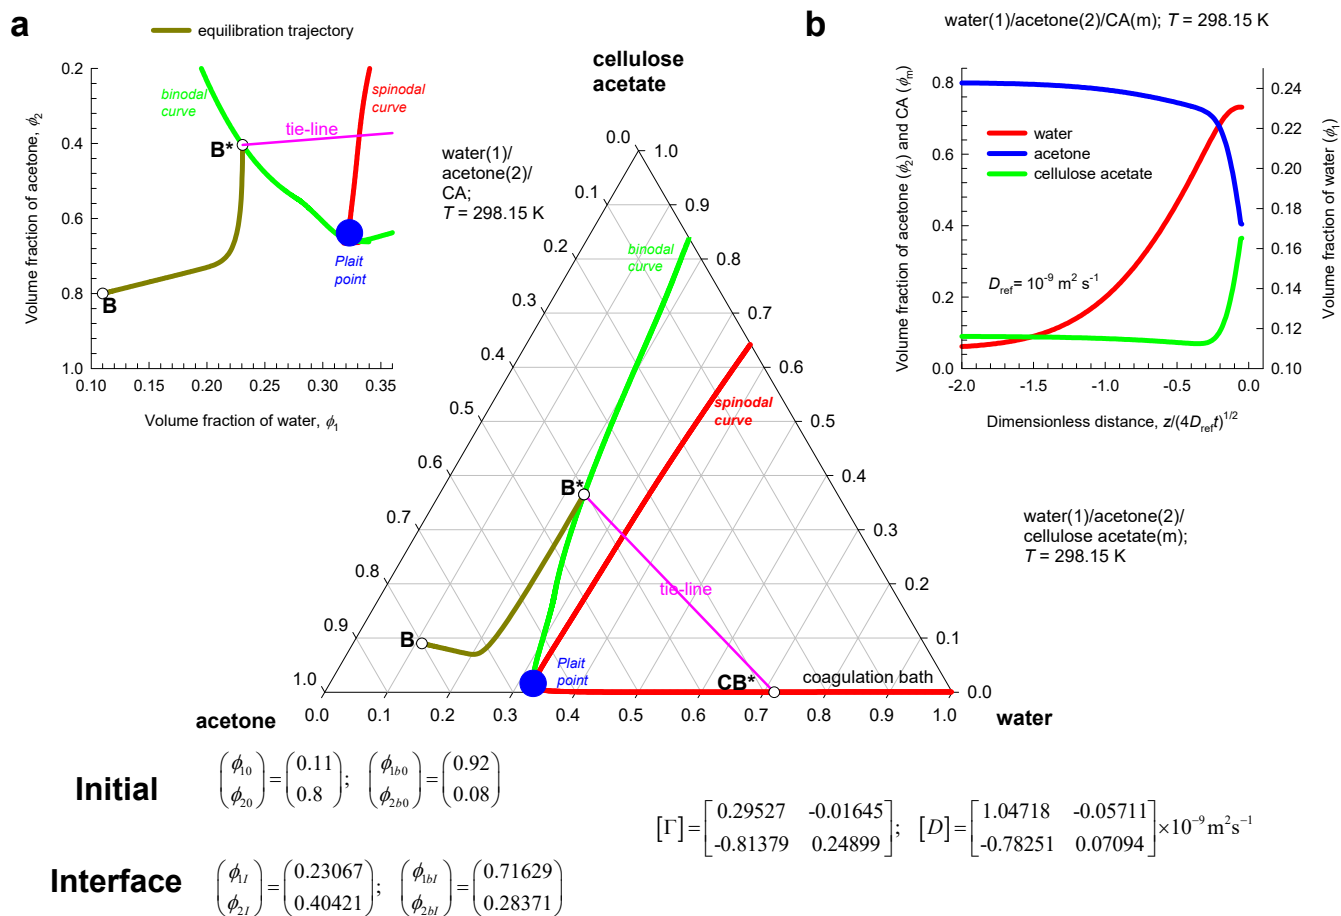 a
equilibration trajectory
0.2
0.4
0.6
0.8
1.0
0.10
0.15
0.20
0.25
0.30
0.35
Volume fraction of acetone, ϕ2
Volume fraction of water, ϕ1
binodal
curve
spinodal
curve
tie-line
B*
B
Plait
point
cellulose
acetate
water(1)/
acetone(2)/
CA;
T = 298.15 K
0.0
0.1
0.2
0.3
0.4
0.5
0.6
0.7
0.8
0.9
1.0
1.0
0.9
0.8
0.7
0.6
0.5
0.4
0.3
0.2
0.1
0.0
binodal
curve
spinodal
curve
B*
tie-line
B
Plait
point
CB*
coagulation bath
0.0
0.1
0.2
0.3
0.4
0.5
0.6
0.7
0.8
0.9
1.0
acetone
water
b
water(1)/acetone(2)/CA(m); T = 298.15 K
Volume fraction of acetone (ϕ2) and CA (ϕm)
0.8
0.6
0.4
0.2
0.0
water
acetone
cellulose acetate
Dref= 10-9 m2 s-1
0.24
0.22
0.20
0.18
0.16
0.14
0.12
0.10
Volume fraction of water (ϕ1)
-2.0
-1.5
-1.0
-0.5
0.0
Dimensionless distance, z/(4Dreft)1/2
water(1)/acetone(2)/
cellulose acetate(m);
T = 298.15 K
Initial
(ϕ10 ϕ20) = (0.11 0.8); (ϕ1b0 ϕ2b0) = (0.92 0.08)
[Γ] = [0.29527 -0.01645 -0.81379 0.24899]; [D] = [1.04718 -0.05711 -0.78251 0.07094] ×10−9 m2s−1
Interface
(ϕ1I ϕ2I) = (0.23067 0.40421); (ϕ1bI ϕ2bI) = (0.71629 0.28371)